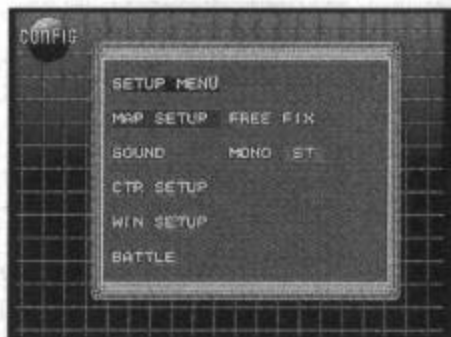 CONFIG
SETUP MENU
MAP SETUP FREE FIX
SOUND MONO ST
CTR SETUP
WIN SETUP
BATTLE